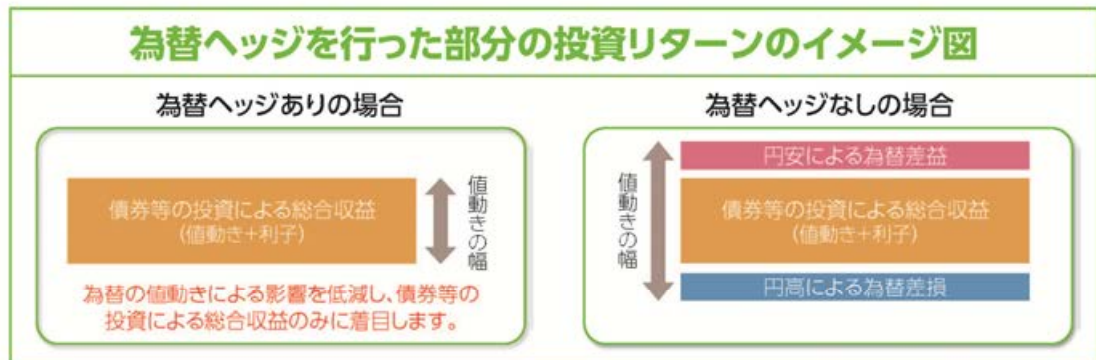 為替ヘッジを行った部分の投資リターンのイメージ図
為替ヘッジありの場合
債券等の投資による総合収益
(値動き+利子)
値動きの幅
為替の値動きによる影響を低減し、債券等の
投資による総合収益のみに着目します。
為替ヘッジなしの場合
値動きの幅
円安による為替差益
債券等の投資による総合収益
(値動き+利子)
円高による為替差損